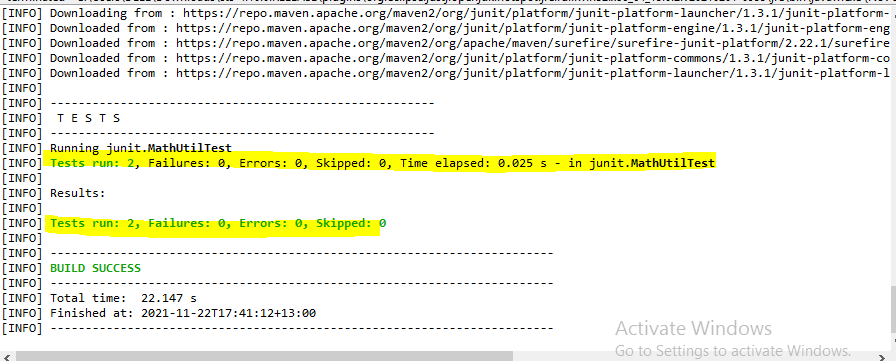 [INFO] Downloading from : https://repo.maven.apache.org/maven2/org/junit/platform/junit-platform-launcher/1.3.1/junit-platform-
[INFO] Downloaded from : https://repo.maven.apache.org/maven2/org/junit/platform/junit-platform-engine/1.3.1/junit-platform-eng
[INFO] Downloaded from : https://repo.maven.apache.org/maven2/org/apache/maven/surefire/surefire-junit-platform/2.22.1/surefire
[INFO] Downloaded from : https://repo.maven.apache.org/maven2/org/junit/platform/junit-platform-commons/1.3.1/junit-platform-co
[INFO] Downloaded from : https://repo.maven.apache.org/maven2/org/junit/platform/junit-platform-launcher/1.3.1/junit-platform-l
[INFO]
[INFO] -------------------------------------------------------
[INFO]  T E S T S
[INFO] -------------------------------------------------------
[INFO] Running junit.MathUtilTest
[INFO] Tests run: 2, Failures: 0, Errors: 0, Skipped: 0, Time elapsed: 0.025 s - in junit.MathUtilTest
[INFO]
[INFO] Results:
[INFO]
[INFO] Tests run: 2, Failures: 0, Errors: 0, Skipped: 0
[INFO]
[INFO] ------------------------------------------------------------------------
[INFO] BUILD SUCCESS
[INFO] ------------------------------------------------------------------------
[INFO] Total time:  22.147 s
[INFO] Finished at: 2021-11-22T17:41:12+13:00
[INFO] ------------------------------------------------------------------------
Activate Windows
Go to Settings to activate Windows.